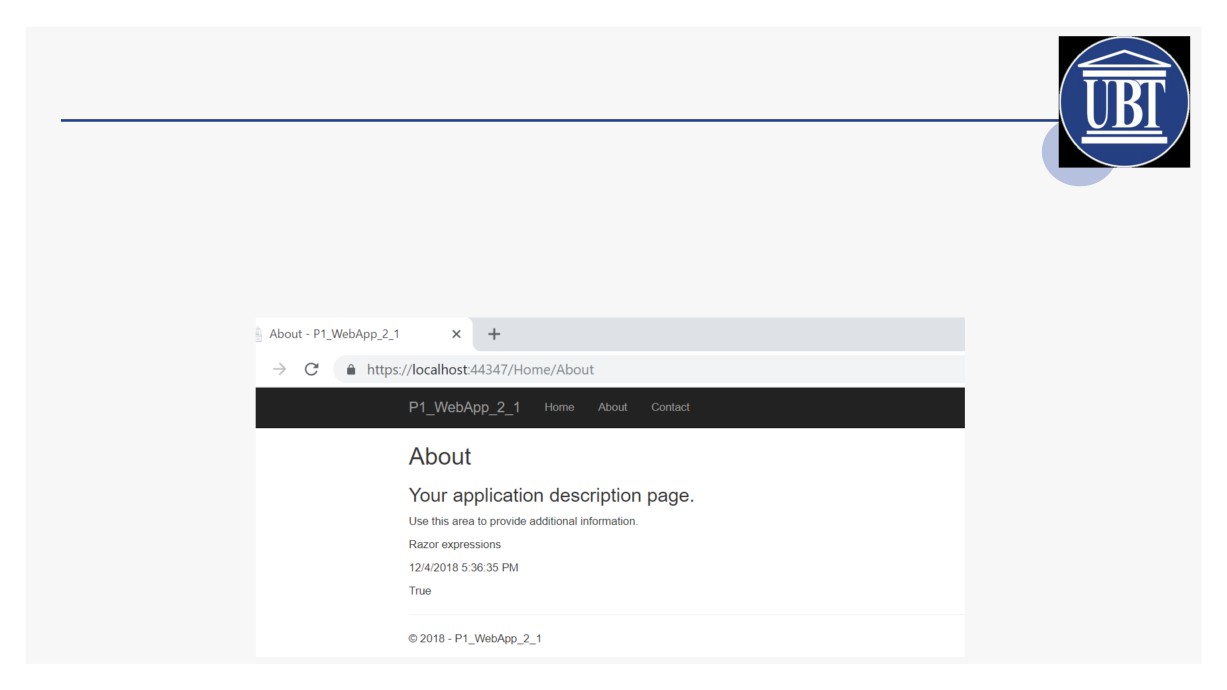 UBT
About - P1_WebApp_2_1
https://localhost:44347/Home/About
P1_WebApp_2_1 Home About Contact
About
Your application description page.
Use this area to provide additional information.
Razor expressions
12/4/2018 5:36:35 PM
True
© 2018 - P1_WebApp_2_1